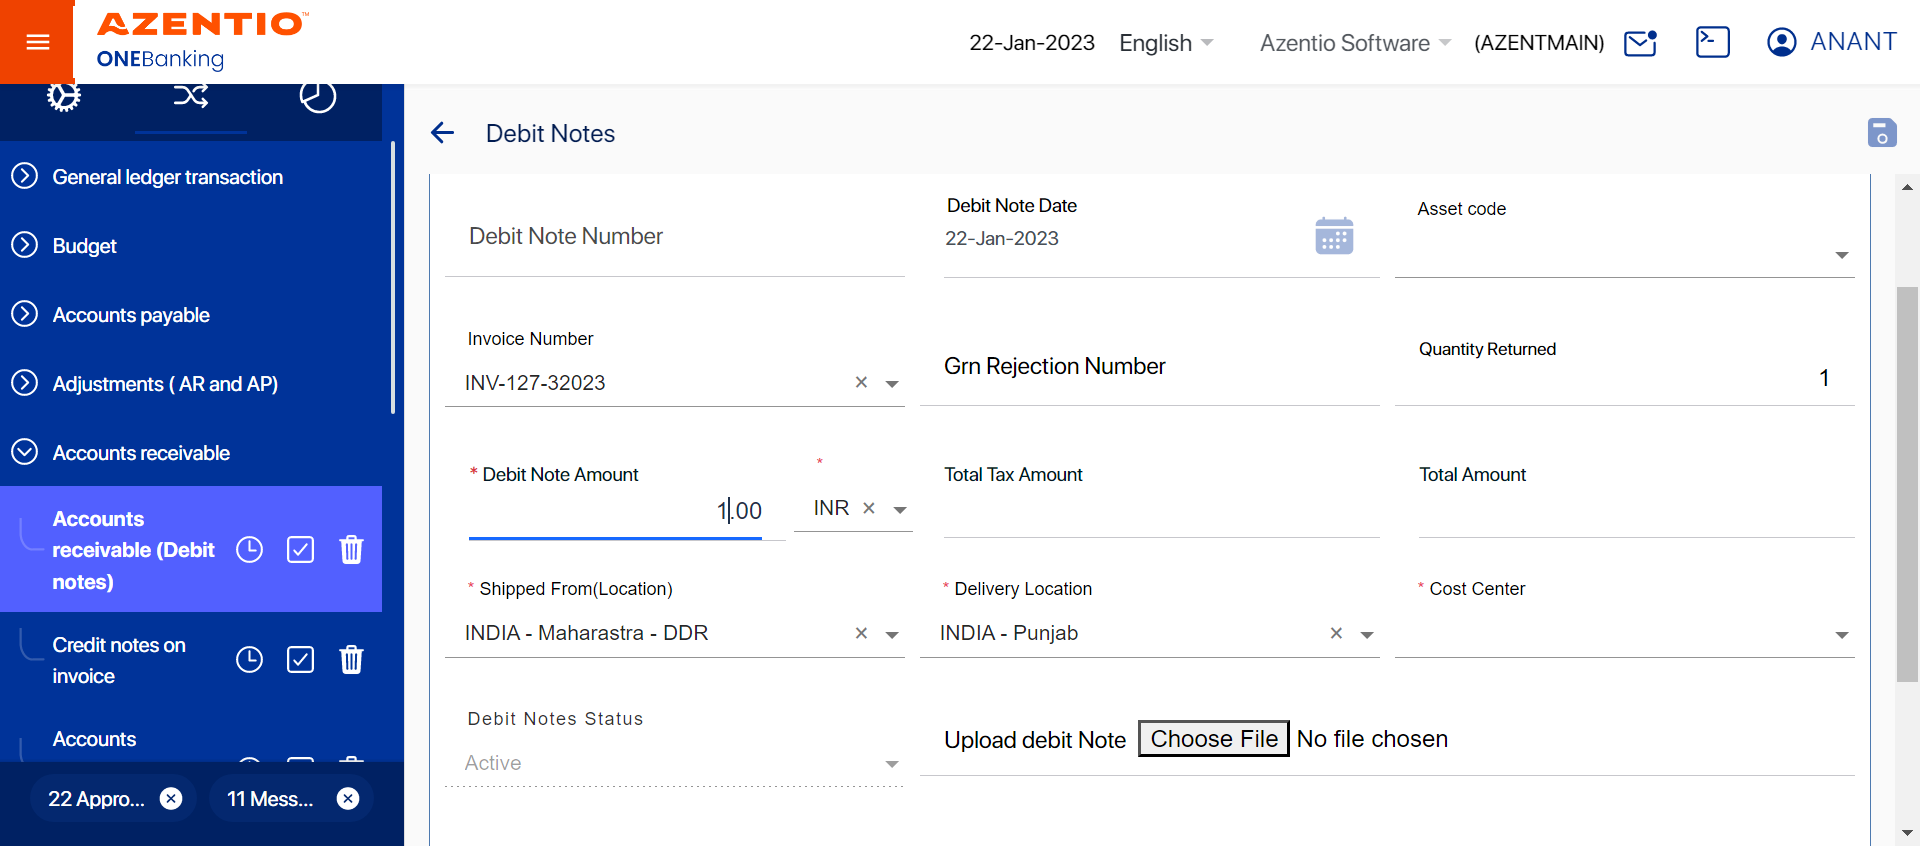 AZENTIO™
ONEBanking
22-Jan-2023 English Azentio Software (AZENTMAIN) ANANT
General ledger transaction
Budget
Accounts payable
Adjustments ( AR and AP)
Accounts receivable
Accounts
receivable (Debit
notes)
Credit notes on
invoice
Accounts
22 Appro...
11 Mess...
Debit Notes
Debit Note Number
Debit Note Date
22-Jan-2023
Asset code
Invoice Number
INV-127-32023
Grn Rejection Number
Quantity Returned
1
* Debit Note Amount
1.00
*
INR
Total Tax Amount
Total Amount
* Shipped From(Location)
INDIA - Maharastra - DDR
* Delivery Location
INDIA - Punjab
* Cost Center
Debit Notes Status
Active
Upload debit Note Choose File No file chosen